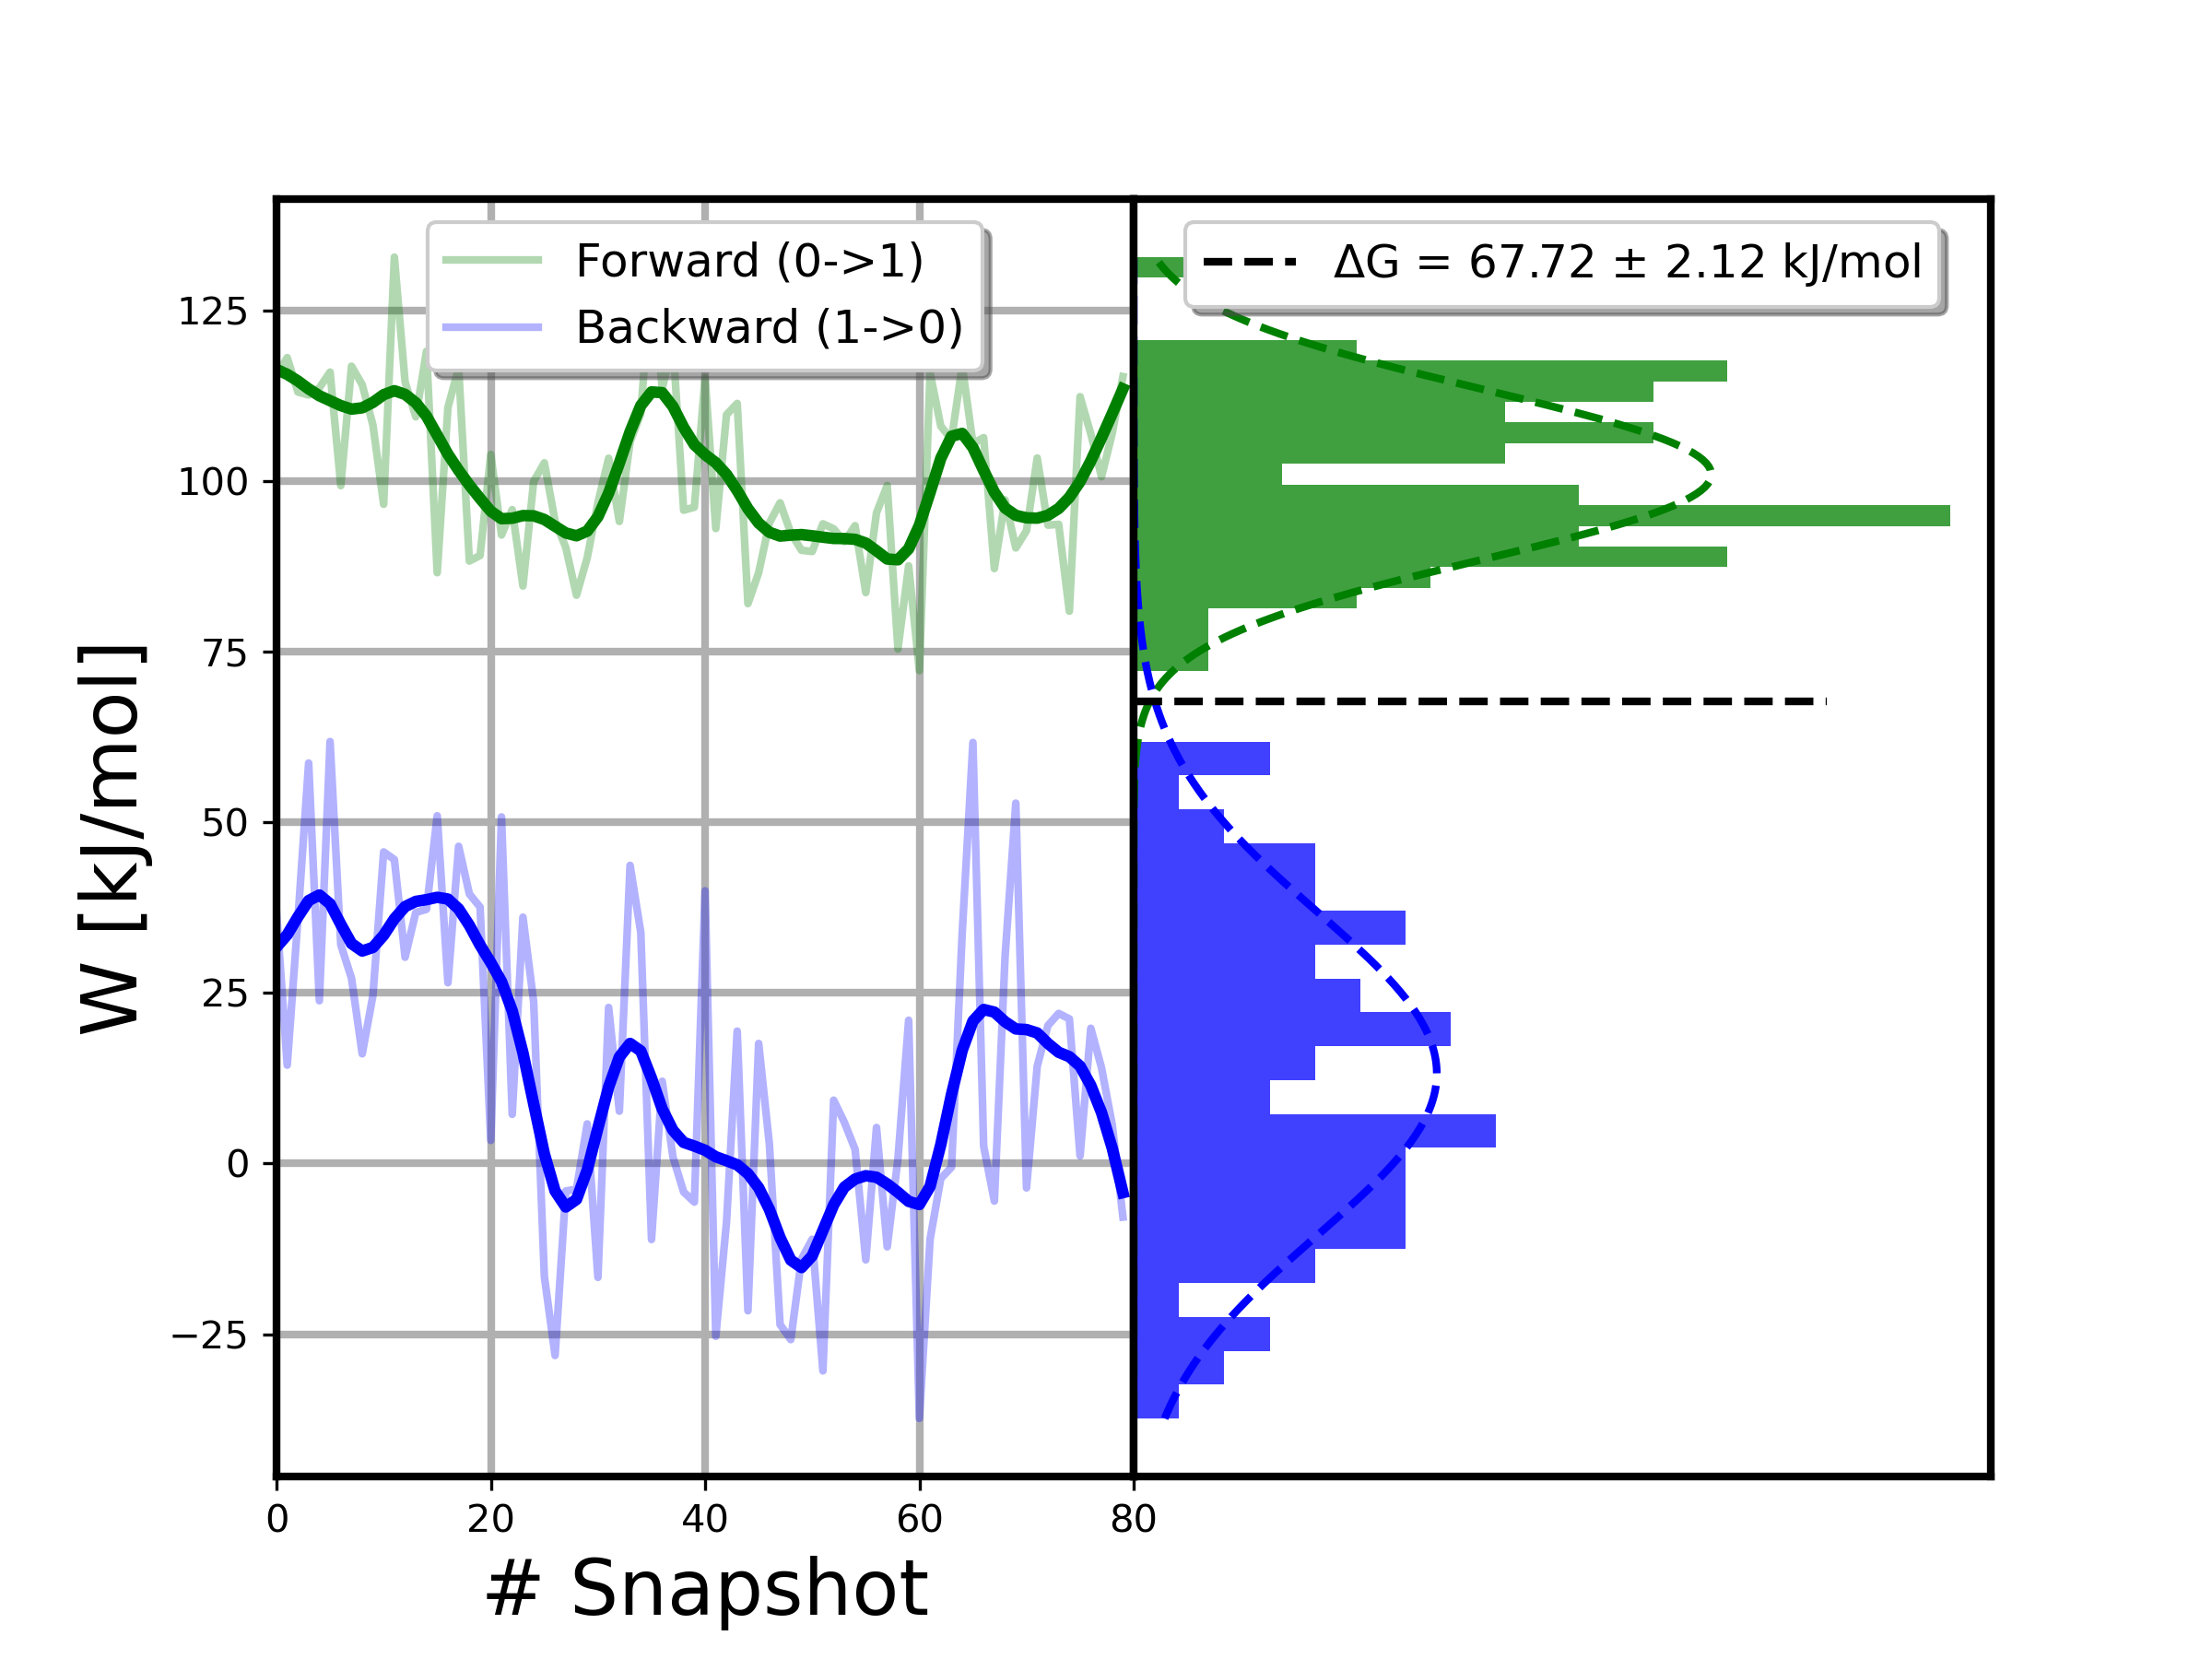 Forward (0->1)
Backward (1->0)
ΔG = 67.72 ± 2.12 kJ/mol
125
100
75
50
25
0
−25
W [kJ/mol]
0 20 40 60 80
# Snapshot